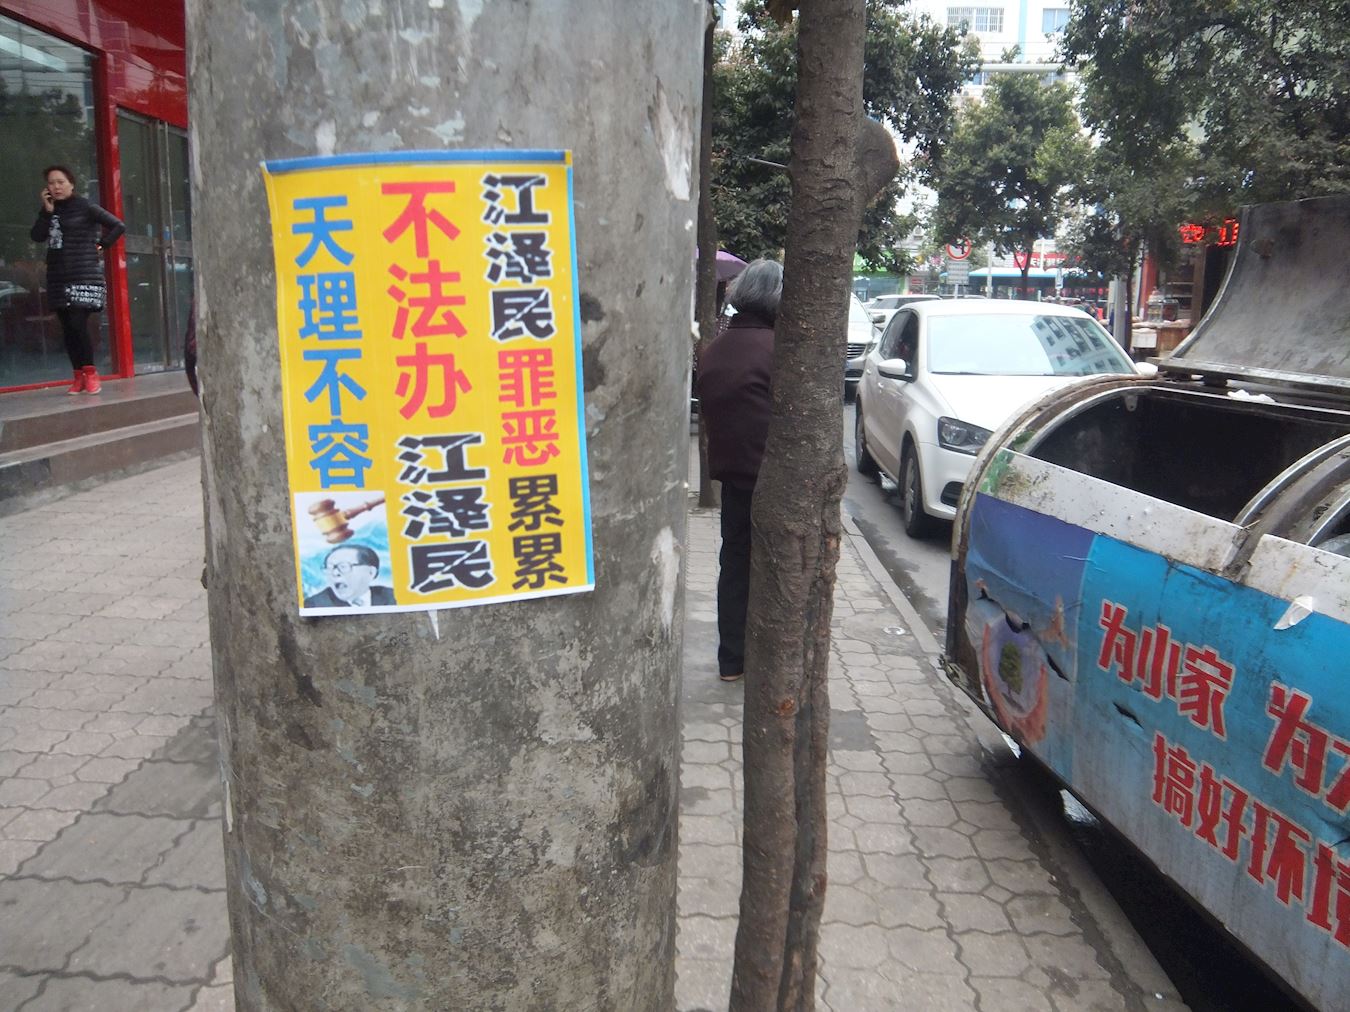 江泽民罪恶累累
不法办江泽民
天理不容
为小家 为
搞好环境